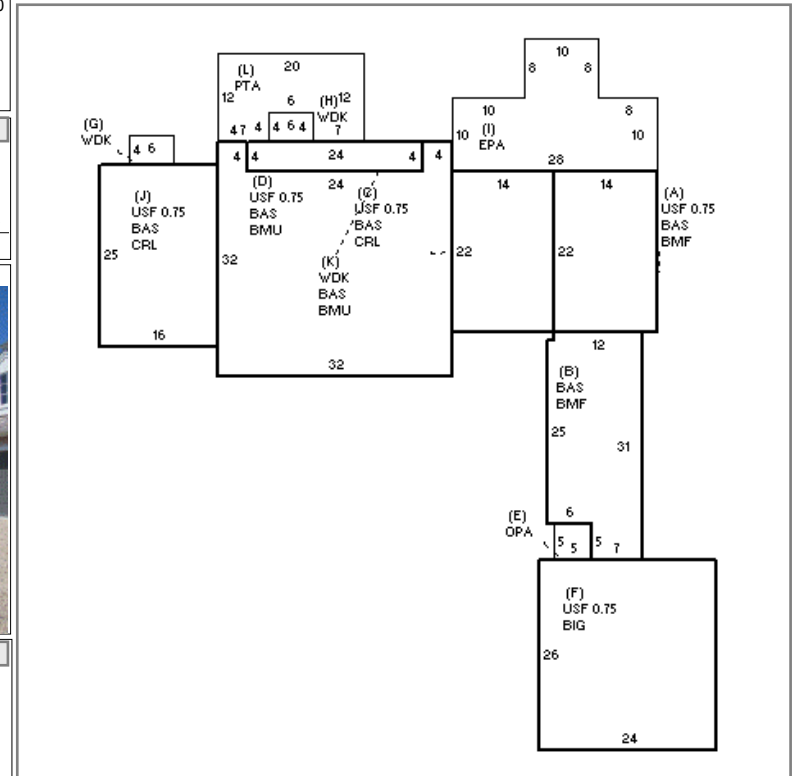 10
8 8
(L) 20
PTA
12 6 (H) 12
WDK
10 (I) 8
10 EPA 10
28
(G)
WDK
4 6
4 7 4 4 6 4 7
4 4 24 4 4
24
(J)
USF 0.75
BAS
CRL
25
16
(D)
USF 0.75
BAS
BMU
32
32
(C)
USF 0.75
BAS
CRL
(K)
WDK
BAS
BMU
14 14
22 22
(A)
USF 0.75
BAS
BMF
12
(B)
BAS
BMF
25
31
6
(E)
OPA
5 5 5 7
(F)
USF 0.75
BIG
26
24